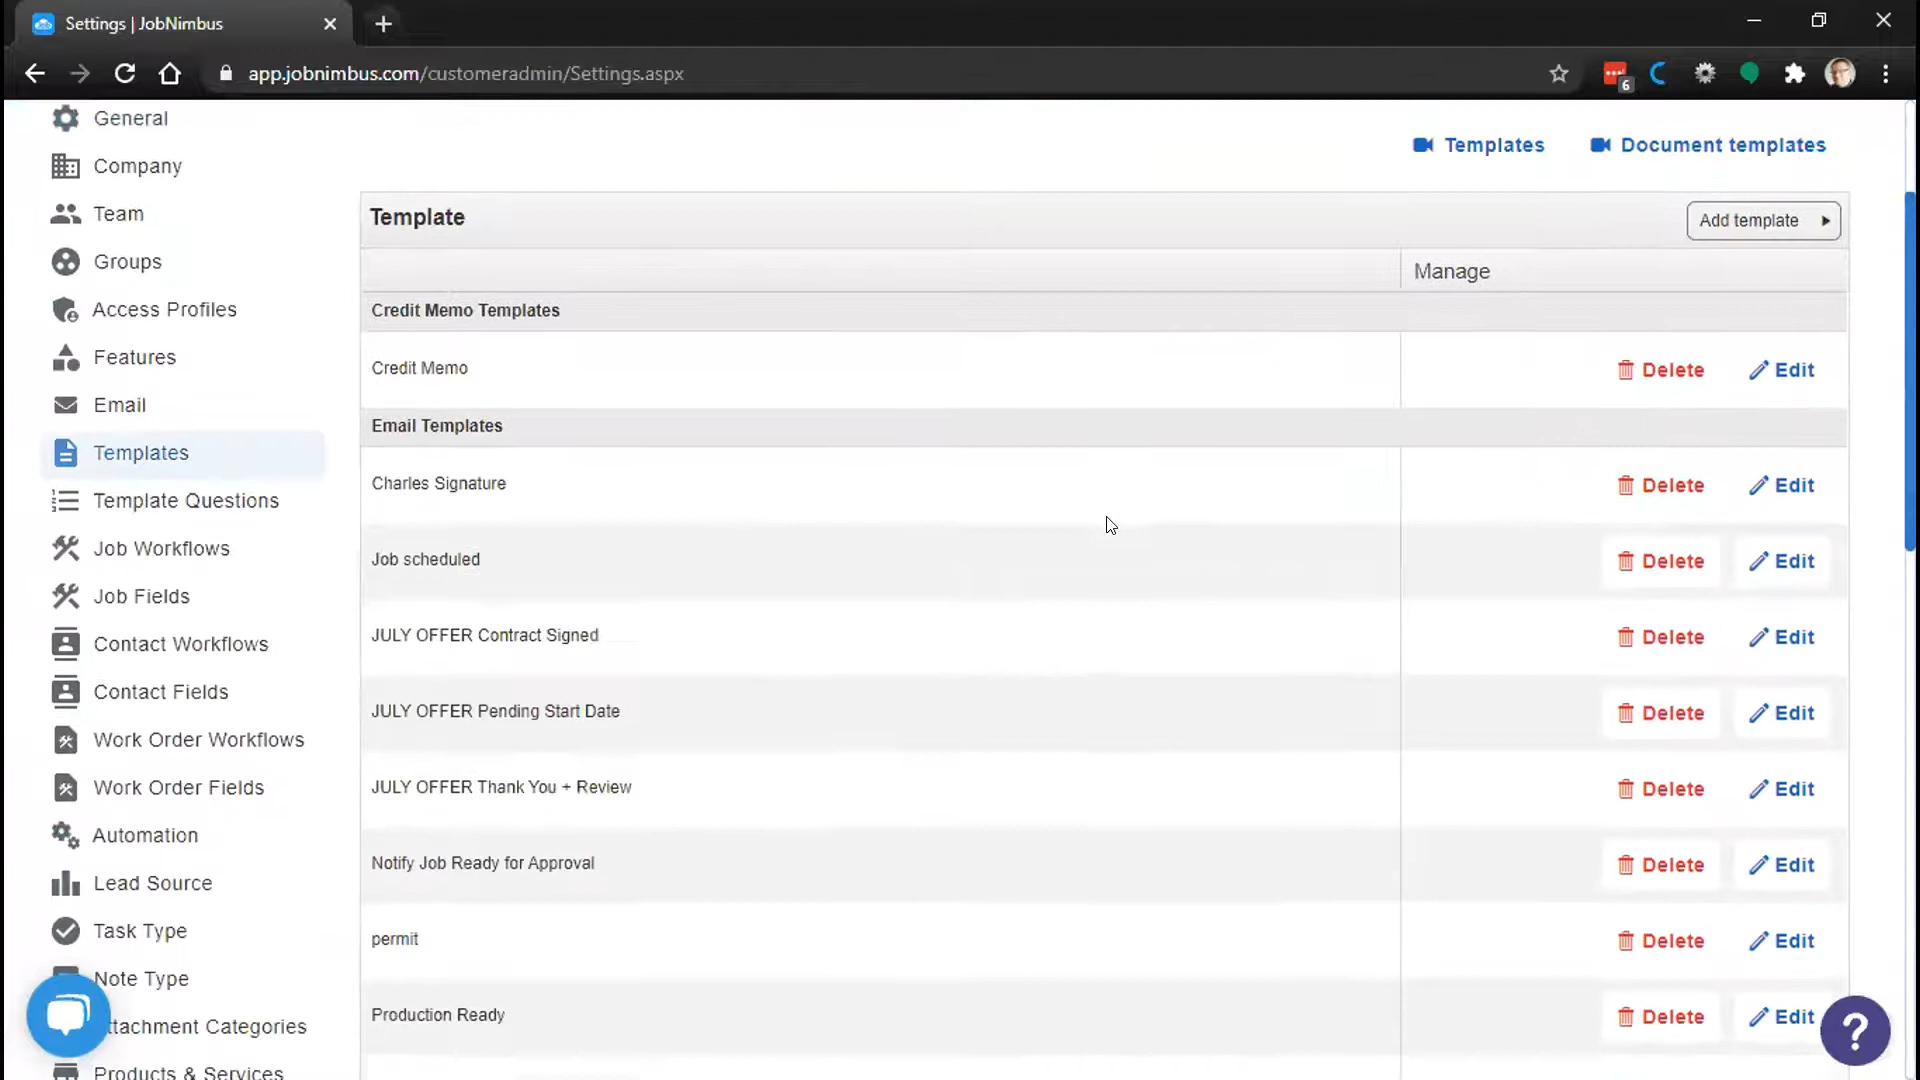 Settings | JobNimbus
app.jobnimbus.com/customeradmin/Settings.aspx
6
General
Company
Team
Groups
Access Profiles
Features
Email
Templates
Template Questions
Job Workflows
Job Fields
Contact Workflows
Contact Fields
Work Order Workflows
Work Order Fields
Automation
Lead Source
Task Type
Note Type
ttachment Categories
Products & Services
Templates
Document templates
Template
Add template
Manage
Credit Memo Templates
Credit Memo
Delete
Edit
Email Templates
Charles Signature
Delete
Edit
Job scheduled
Delete
Edit
JULY OFFER Contract Signed
Delete
Edit
JULY OFFER Pending Start Date
Delete
Edit
JULY OFFER Thank You + Review
Delete
Edit
Notify Job Ready for Approval
Delete
Edit
permit
Delete
Edit
Production Ready
Delete
Edit
?